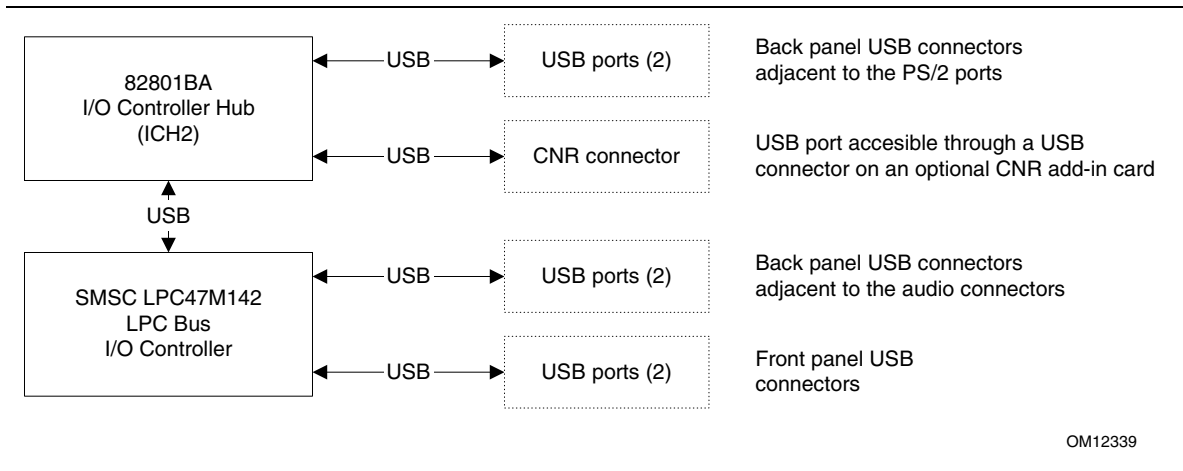 82801BA
I/O Controller Hub
(ICH2)
USB
USB ports (2)
Back panel USB connectors
adjacent to the PS/2 ports
USB
CNR connector
USB port accesible through a USB
connector on an optional CNR add-in card
USB
SMSC LPC47M142
LPC Bus
I/O Controller
USB
USB ports (2)
Back panel USB connectors
adjacent to the audio connectors
USB
USB ports (2)
Front panel USB
connectors
OM12339